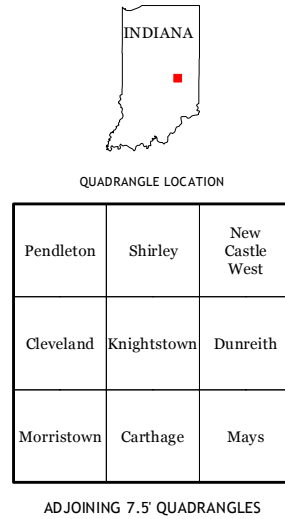 INDIANA
QUADRANGLE LOCATION
Pendleton
Shirley
New
Castle
West
Cleveland
Knightstown
Dunreith
Morristown
Carthage
Mays
ADJOINING 7.5' QUADRANGLES